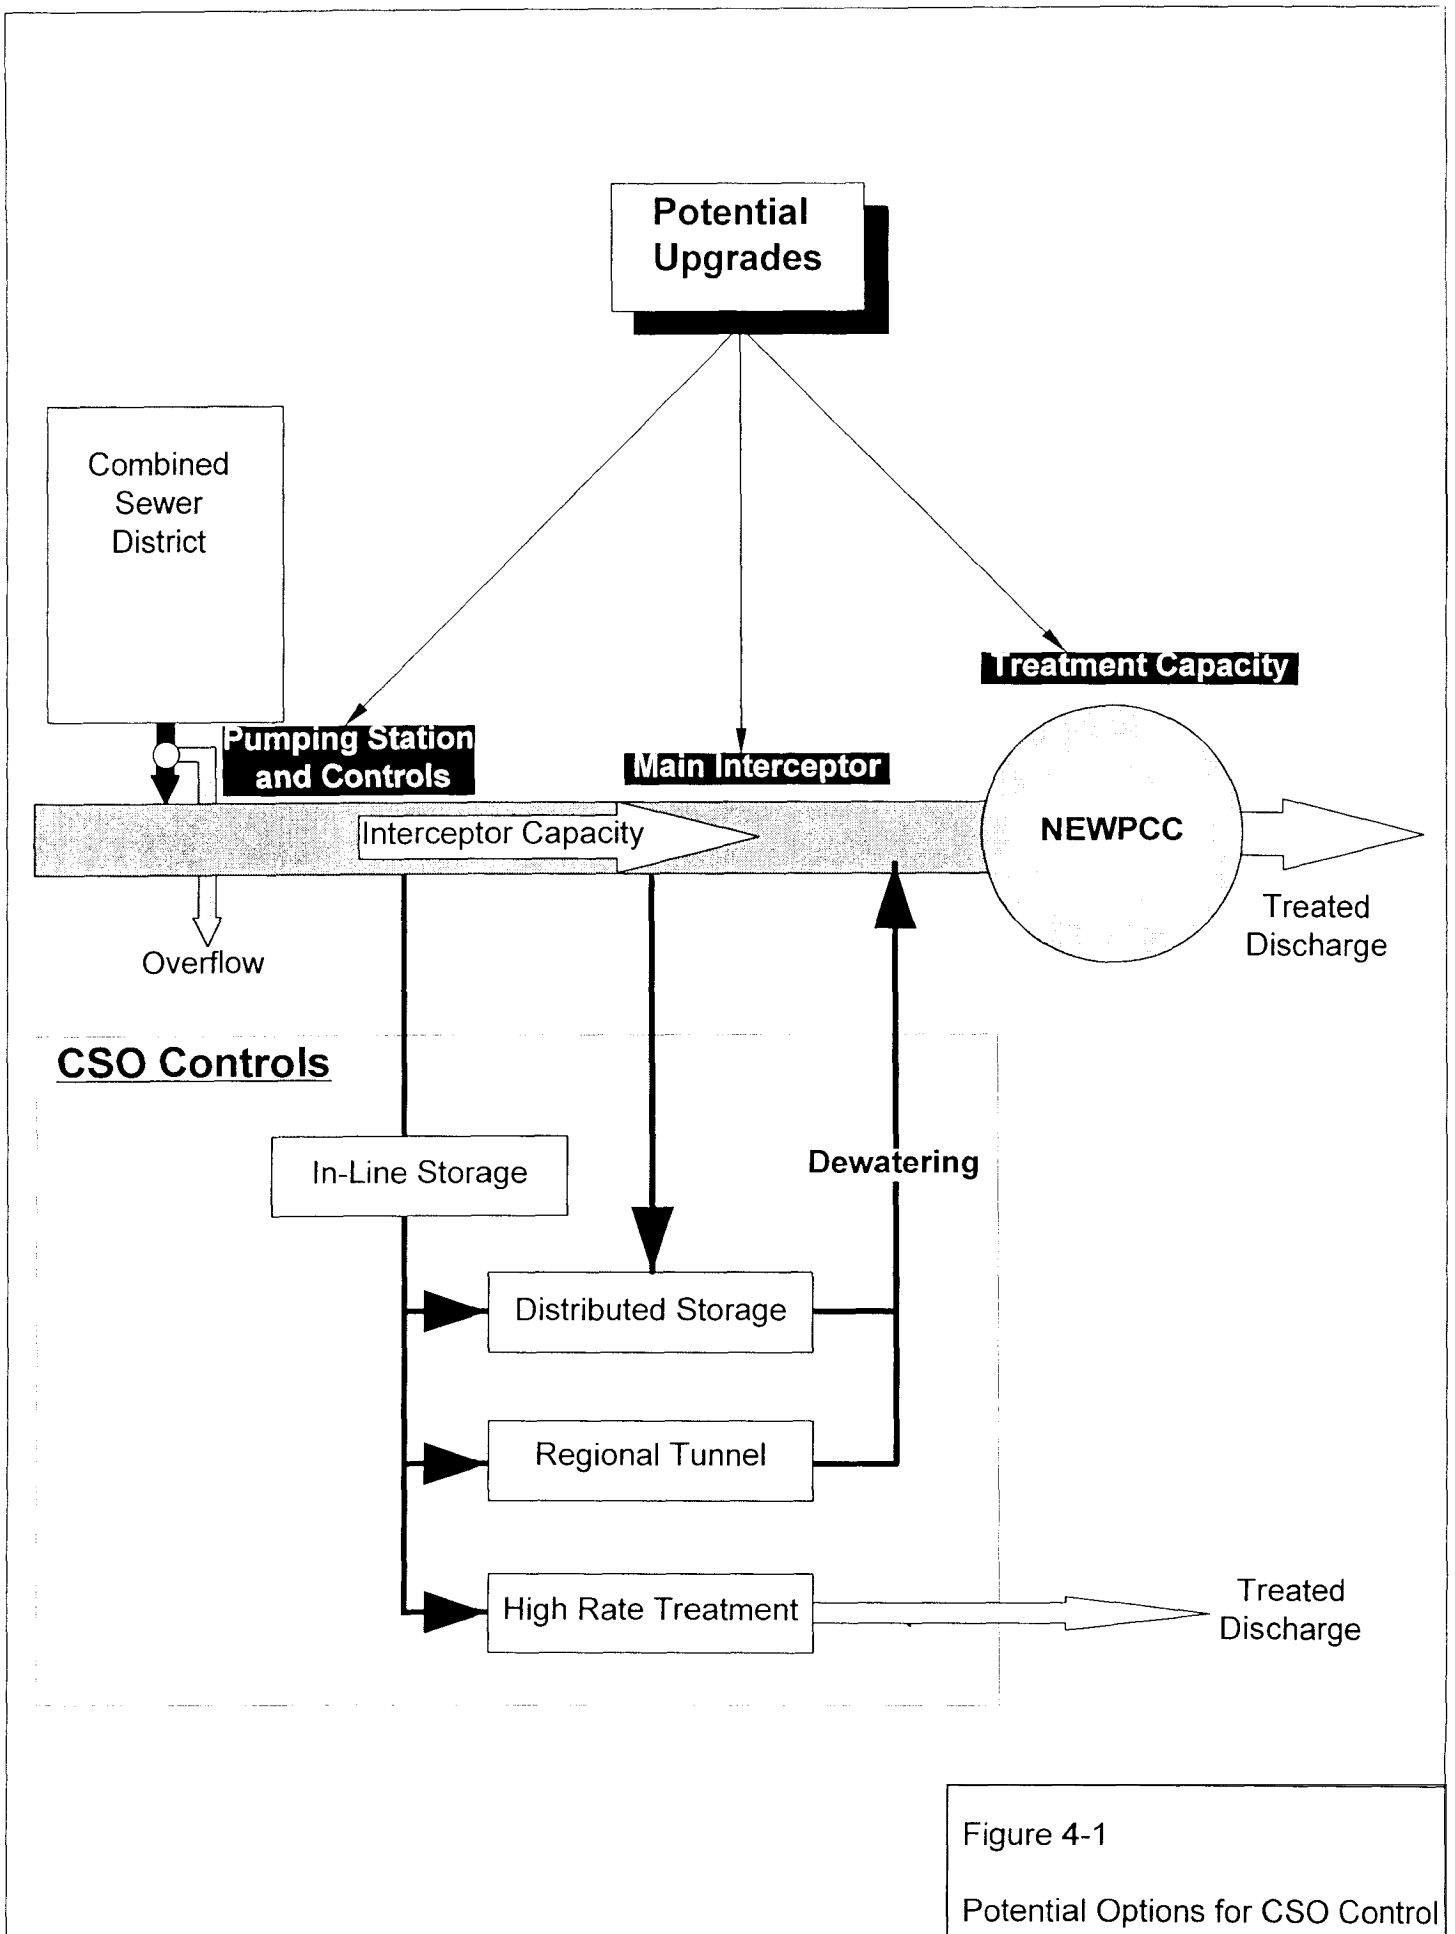 Potential
Upgrades
Combined
Sewer
District
Treatment Capacity
Pumping Station
and Controls
Main Interceptor
Interceptor Capacity
NEWPCC
Treated
Discharge
Overflow
CSO Controls
In-Line Storage
Dewatering
Distributed Storage
Regional Tunnel
High Rate Treatment
Treated
Discharge
Figure 4-1
Potential Options for CSO Control